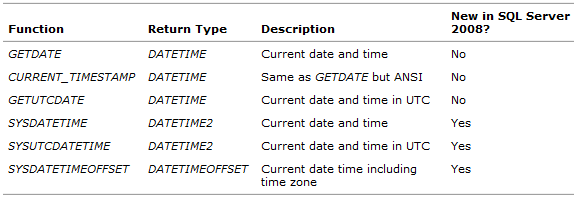 Function Return Type Description New in SQL Server 2008?
GETDATE DATETIME Current date and time No
CURRENT_TIMESTAMP DATETIME Same as GETDATE but ANSI No
GETUTCDATE DATETIME Current date and time in UTC No
SYSDATETIME DATETIME2 Current date and time Yes
SYSUTCDATETIME DATETIME2 Current date and time in UTC Yes
SYSDATETIMEOFFSET DATETIMEOFFSET Current date time including Yes
time zone